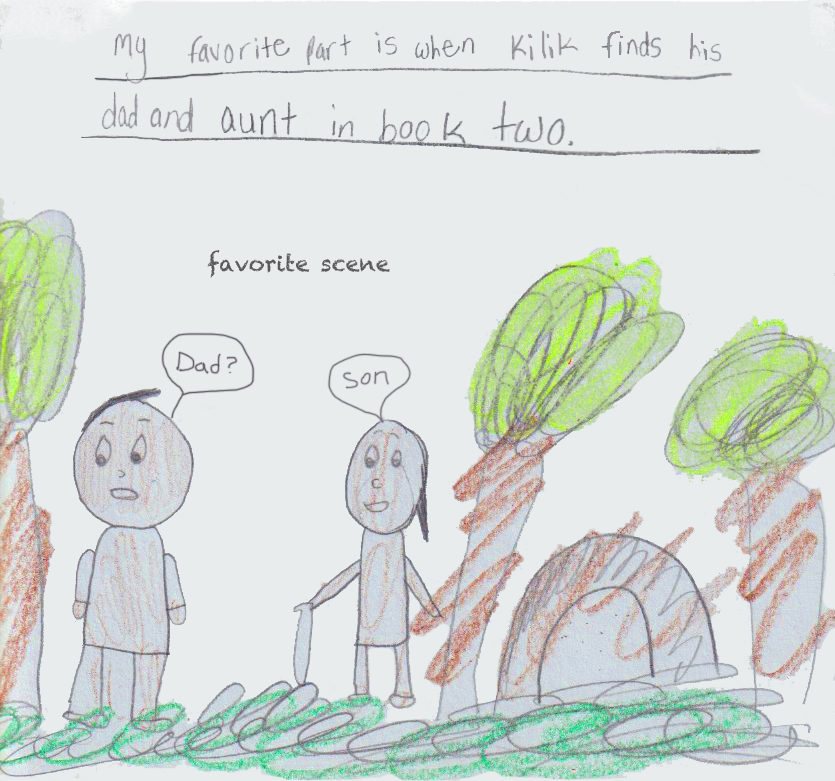 My favorite part is when Kilik finds his
dad and aunt in book two.
favorite scene
Dad?
son